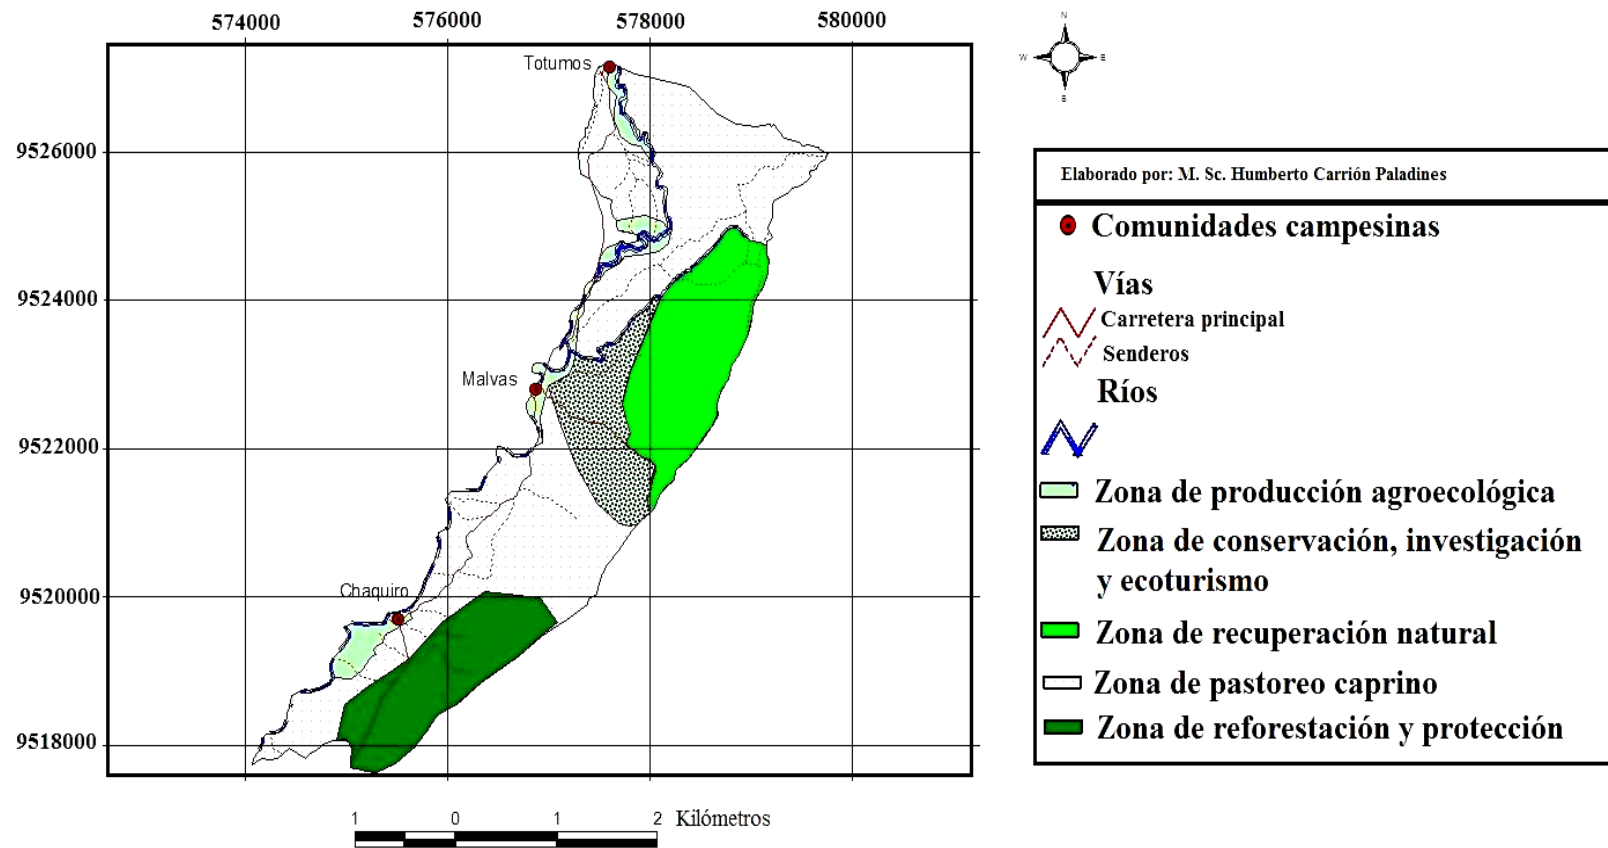 574000 576000 578000 580000
N
W E
S
Totumos
9526000
Elaborado por: M. Sc. Humberto Carrión Paladines
Comunidades campesinas
Vías
9524000
Carretera principal
Senderos
Malvas
Ríos
9522000
Zona de producción agroecológica
Zona de conservación, investigación
y ecoturismo
Chaquiro
9520000
Zona de recuperación natural
Zona de pastoreo caprino
Zona de reforestación y protección
9518000
1 0 1 2 Kilómetros